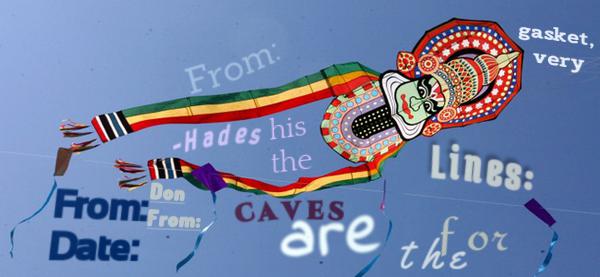 gasket,
very
From:
-Hades his
the
Lines:
From:
Date:
Don
From:
CAVES
are
the
for